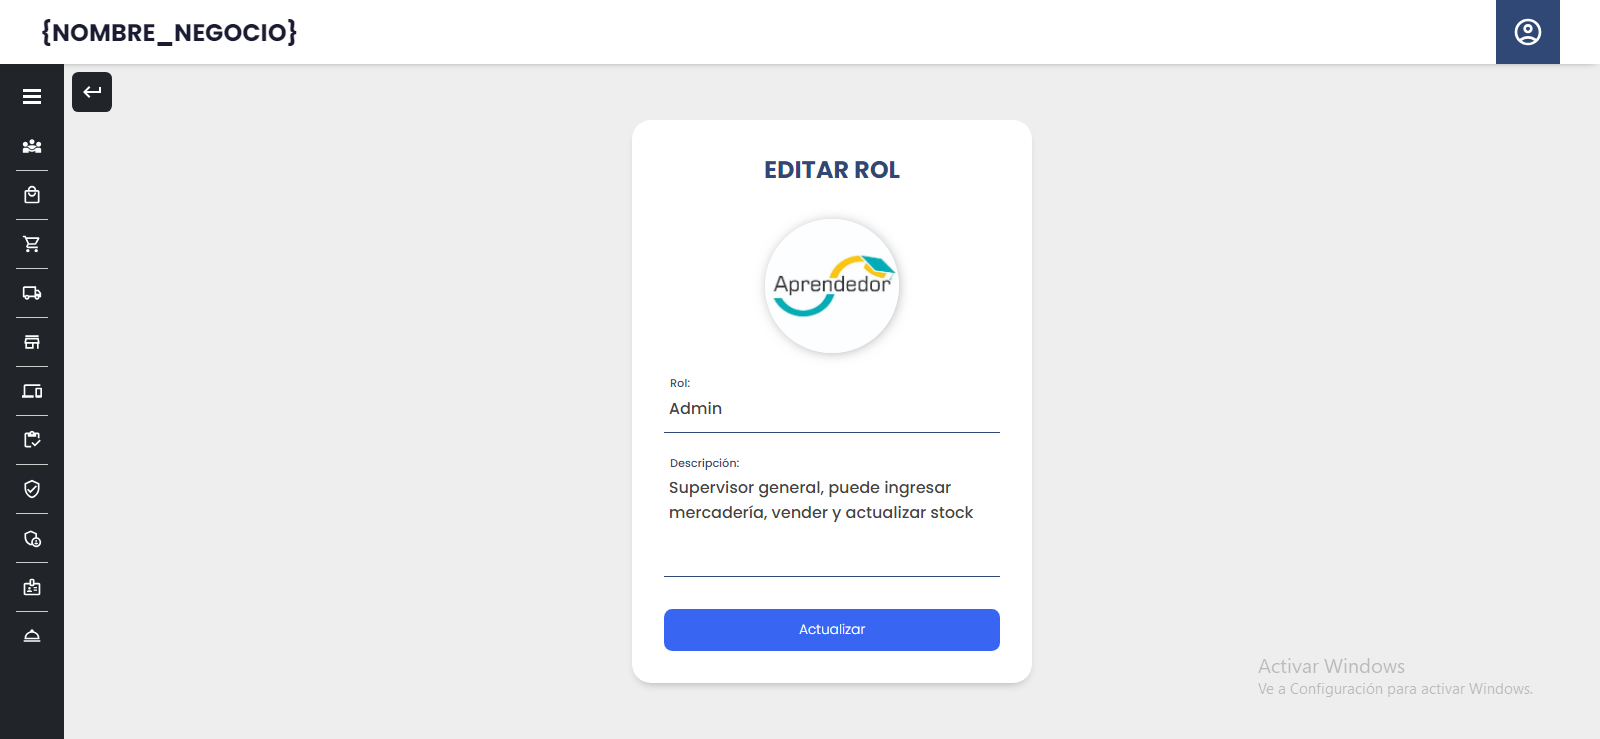 {NOMBRE_NEGOCIO}
EDITAR ROL
Aprendedor
Rol:
Admin
Descripción:
Supervisor general, puede ingresar
mercadería, vender y actualizar stock
Actualizar
Activar Windows
Ve a Configuración para activar Windows.